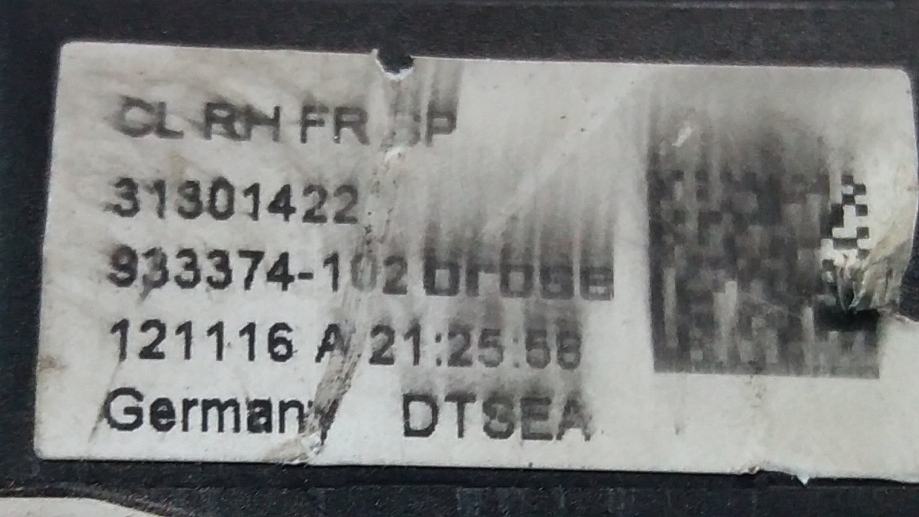 CL RH FR SP
31301422
933374-102 brose
121116 A 21:25:58
Germany DTSEA